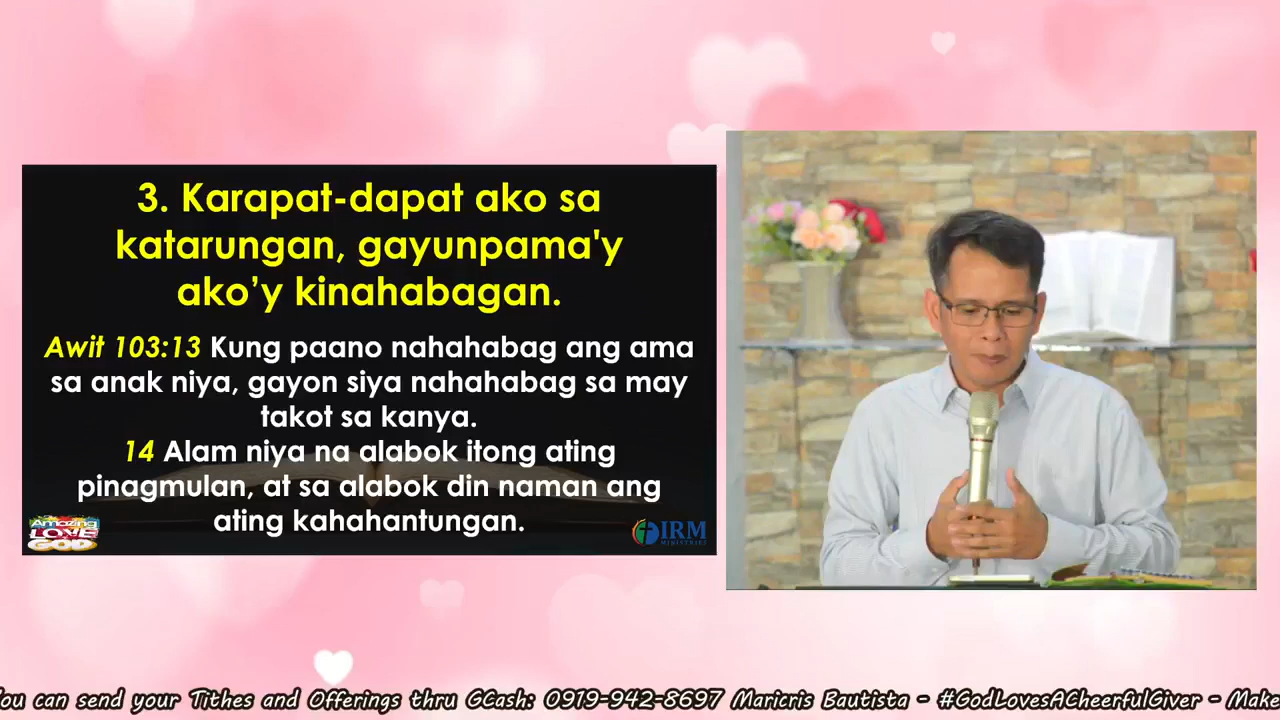 3. Karapat-dapat ako sa
katarungan, gayunpama'y
ako’y kinahabagan.
Awit 103:13 Kung paano nahahabag ang ama
sa anak niya, gayon siya nahahabag sa may
takot sa kanya.
14 Alam niya na alabok itong ating
pinagmulan, at sa alabok din naman ang
ating kahahantungan.
Amazing
LOVE
GOD
IRM
MINISTRIES
You can send your Tithes and Offerings thru GCash: 0919-942-8697 Maricris Bautista - #GodLovesACheerfulGiver - Make